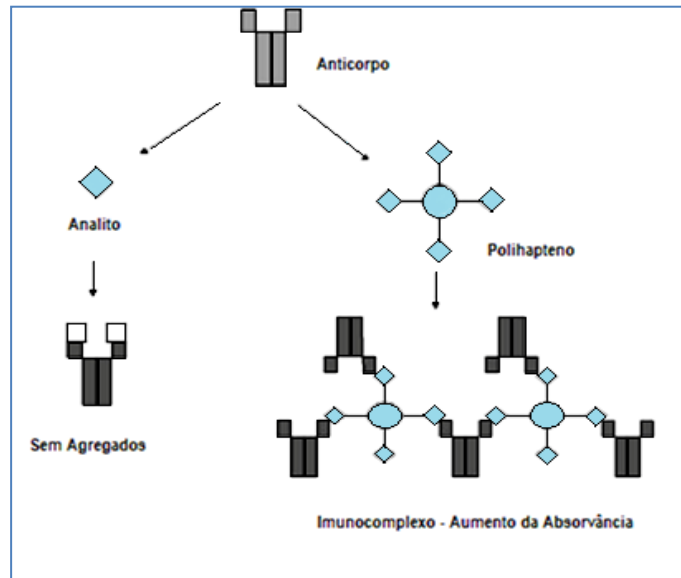 Anticorpo
Analito
Polihapteno
Sem Agregados
Imunocomplexo - Aumento da Absorvância